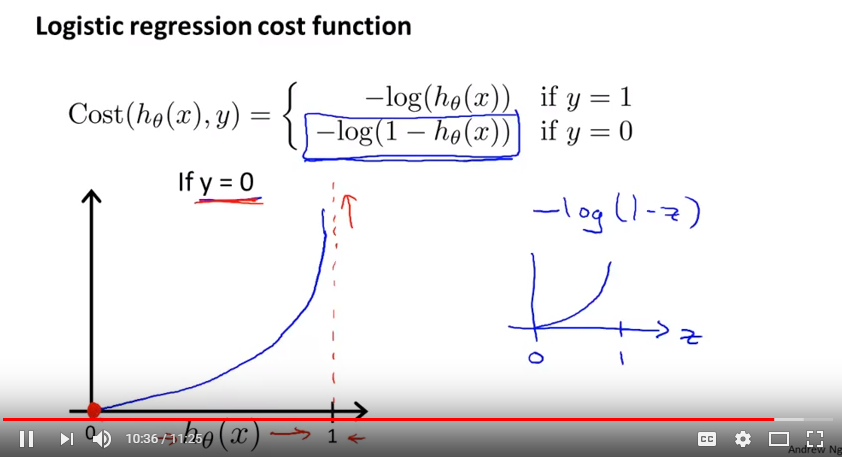 Logistic regression cost function
Cost(hθ(x), y) = { −log(hθ(x)) if y = 1
−log(1 − hθ(x)) if y = 0
If y = 0
−log(1-z)
z
0 1
0 hθ(x) 1
10:36 / 11:25
CC
Andrew Ng